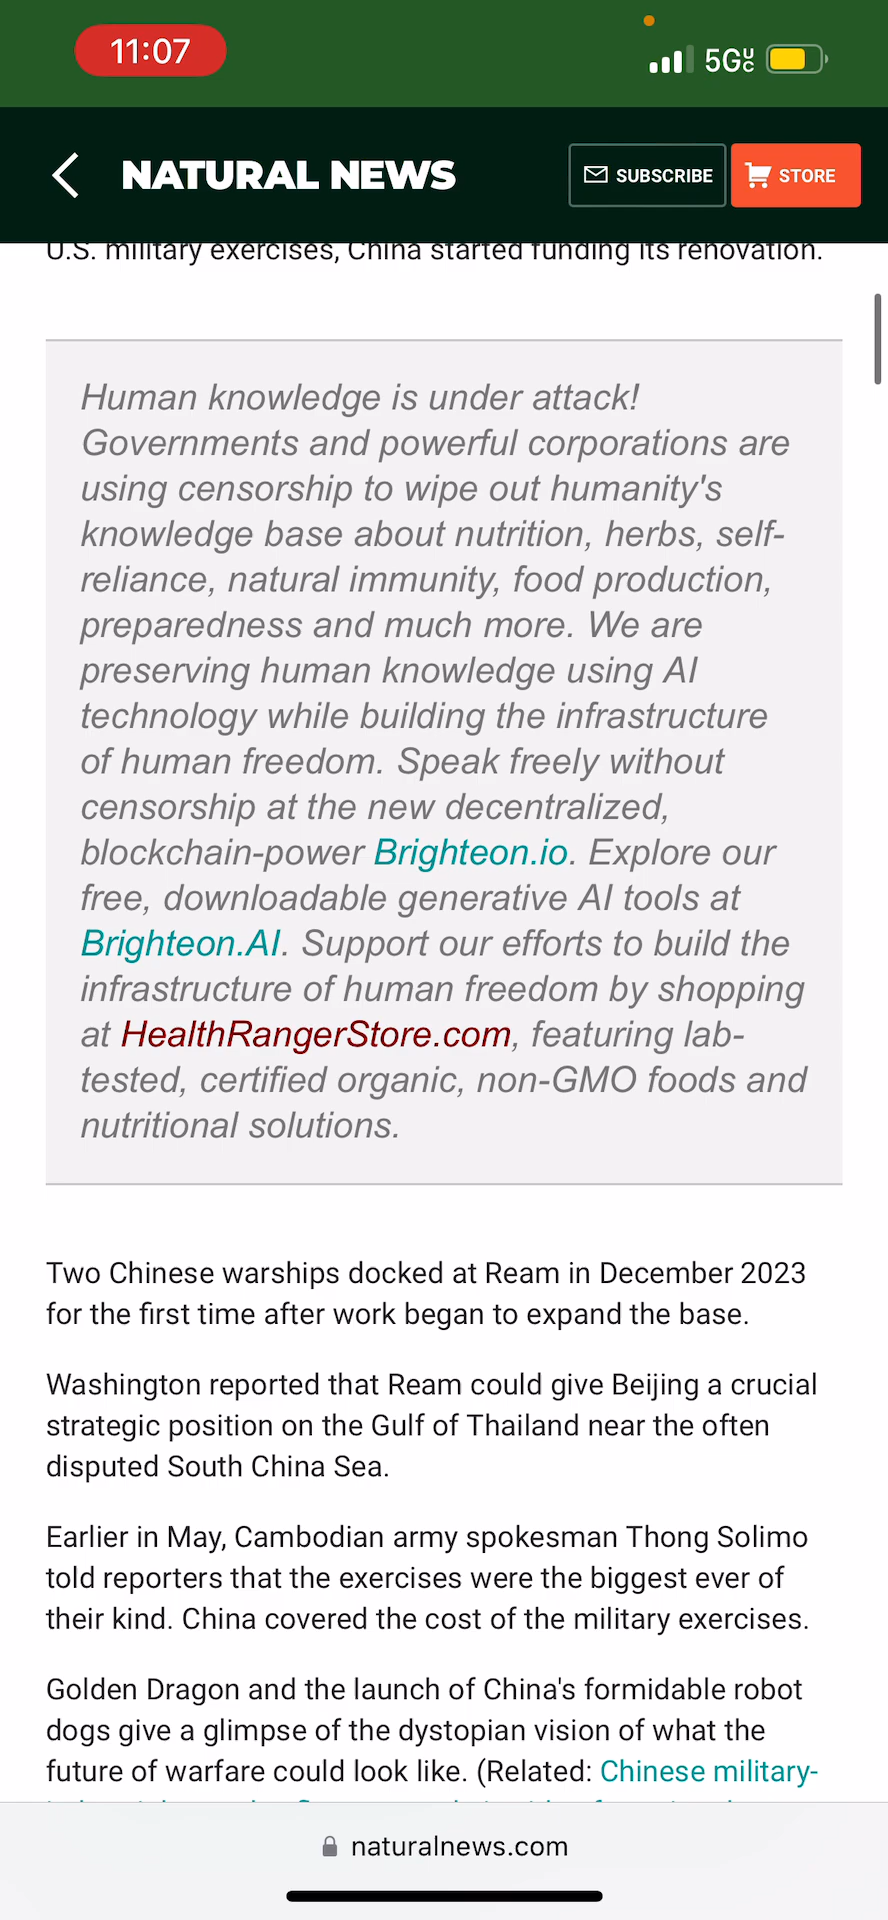 11:07
5G UC
NATURAL NEWS
SUBSCRIBE
STORE
U.S. military exercises, China started funding its renovation.
Human knowledge is under attack!
Governments and powerful corporations are
using censorship to wipe out humanity's
knowledge base about nutrition, herbs, self-
reliance, natural immunity, food production,
preparedness and much more. We are
preserving human knowledge using AI
technology while building the infrastructure
of human freedom. Speak freely without
censorship at the new decentralized,
blockchain-power Brighteon.io. Explore our
free, downloadable generative AI tools at
Brighteon.AI. Support our efforts to build the
infrastructure of human freedom by shopping
at HealthRangerStore.com, featuring lab-
tested, certified organic, non-GMO foods and
nutritional solutions.
Two Chinese warships docked at Ream in December 2023
for the first time after work began to expand the base.
Washington reported that Ream could give Beijing a crucial
strategic position on the Gulf of Thailand near the often
disputed South China Sea.
Earlier in May, Cambodian army spokesman Thong Solimo
told reporters that the exercises were the biggest ever of
their kind. China covered the cost of the military exercises.
Golden Dragon and the launch of China's formidable robot
dogs give a glimpse of the dystopian vision of what the
future of warfare could look like. (Related: Chinese military-
naturalnews.com